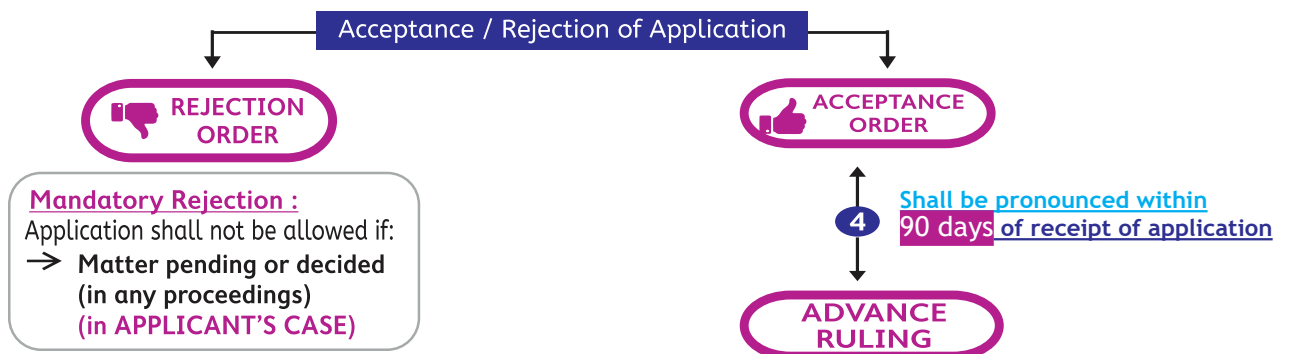 Acceptance / Rejection of Application
REJECTION
ORDER
Mandatory Rejection :
Application shall not be allowed if:
→ Matter pending or decided
(in any proceedings)
(in APPLICANT'S CASE)
ACCEPTANCE
ORDER
4
Shall be pronounced within
90 days of receipt of application
ADVANCE
RULING